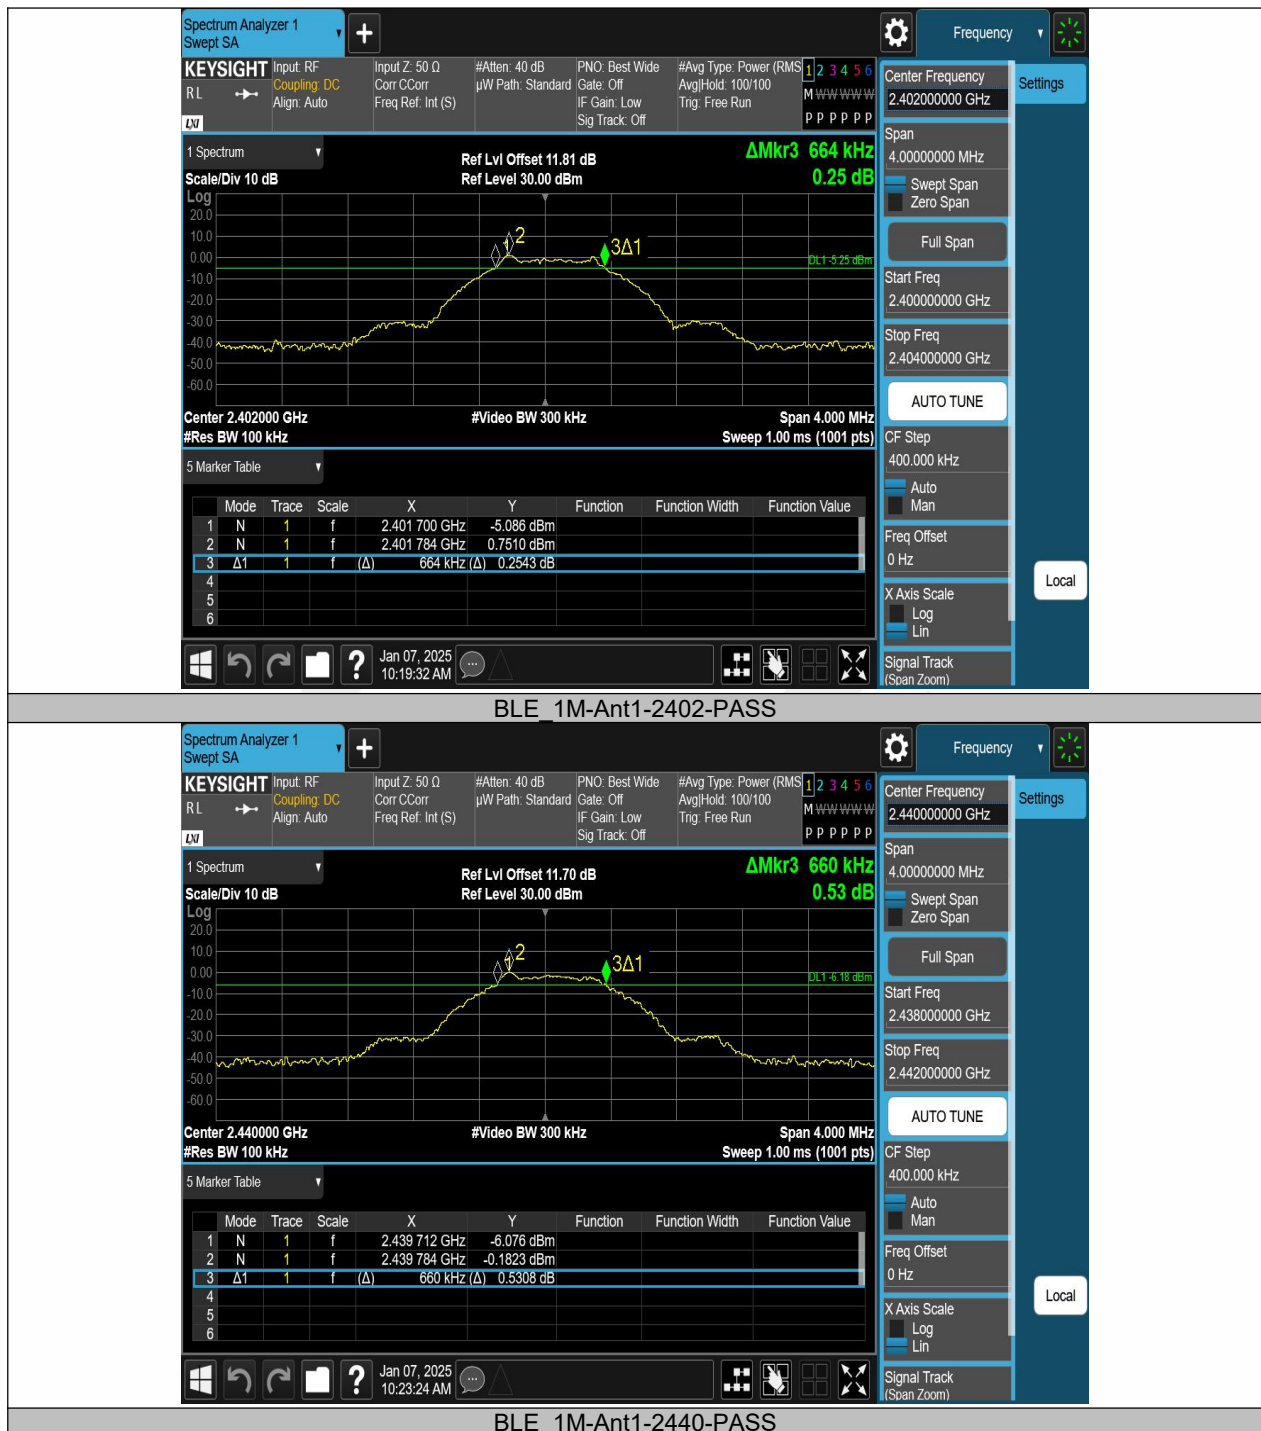 Spectrum Analyzer 1
Swept SA
Frequency
KEYSIGHT
RL
LXI
Input: RF
Coupling: DC
Align: Auto
Input Z: 50 Ω
Corr CCorr
Freq Ref: Int (S)
#Atten: 40 dB
µW Path: Standard
PNO: Best Wide
Gate: Off
IF Gain: Low
Sig Track: Off
#Avg Type: Power (RMS
Avg|Hold: 100/100
Trig: Free Run
1 2 3 4 5 6
M W W W W W
P P P P P P
1 Spectrum
Scale/Div 10 dB
Ref Lvl Offset 11.81 dB
Ref Level 30.00 dBm
ΔMkr3 664 kHz
0.25 dB
Log
20.0
10.0
0.00
-10.0
-20.0
-30.0
-40.0
-50.0
-60.0
2
3Δ1
DL1 -5.25 dBm
Center 2.402000 GHz
#Video BW 300 kHz
Span 4.000 MHz
#Res BW 100 kHz
Sweep 1.00 ms (1001 pts)
5 Marker Table
Mode Trace Scale X Y Function Function Width Function Value
1 N 1 f 2.401 700 GHz -5.086 dBm
2 N 1 f 2.401 784 GHz 0.7510 dBm
3 Δ1 1 f (Δ) 664 kHz (Δ) 0.2543 dB
4
5
6
Jan 07, 2025
10:19:32 AM
Center Frequency
2.402000000 GHz
Settings
Span
4.00000000 MHz
Swept Span
Zero Span
Full Span
Start Freq
2.400000000 GHz
Stop Freq
2.404000000 GHz
AUTO TUNE
CF Step
400.000 kHz
Auto
Man
Freq Offset
0 Hz
Local
X Axis Scale
Log
Lin
Signal Track
(Span Zoom)
BLE_1M-Ant1-2402-PASS
Spectrum Analyzer 1
Swept SA
Frequency
KEYSIGHT
RL
LXI
Input: RF
Coupling: DC
Align: Auto
Input Z: 50 Ω
Corr CCorr
Freq Ref: Int (S)
#Atten: 40 dB
µW Path: Standard
PNO: Best Wide
Gate: Off
IF Gain: Low
Sig Track: Off
#Avg Type: Power (RMS
Avg|Hold: 100/100
Trig: Free Run
1 2 3 4 5 6
M W W W W W
P P P P P P
1 Spectrum
Scale/Div 10 dB
Ref Lvl Offset 11.70 dB
Ref Level 30.00 dBm
ΔMkr3 660 kHz
0.53 dB
Log
20.0
10.0
0.00
-10.0
-20.0
-30.0
-40.0
-50.0
-60.0
2
3Δ1
DL1 -6.18 dBm
Center 2.440000 GHz
#Video BW 300 kHz
Span 4.000 MHz
#Res BW 100 kHz
Sweep 1.00 ms (1001 pts)
5 Marker Table
Mode Trace Scale X Y Function Function Width Function Value
1 N 1 f 2.439 712 GHz -6.076 dBm
2 N 1 f 2.439 784 GHz -0.1823 dBm
3 Δ1 1 f (Δ) 660 kHz (Δ) 0.5308 dB
4
5
6
Jan 07, 2025
10:23:24 AM
Center Frequency
2.440000000 GHz
Settings
Span
4.00000000 MHz
Swept Span
Zero Span
Full Span
Start Freq
2.438000000 GHz
Stop Freq
2.442000000 GHz
AUTO TUNE
CF Step
400.000 kHz
Auto
Man
Freq Offset
0 Hz
Local
X Axis Scale
Log
Lin
Signal Track
(Span Zoom)
BLE_1M-Ant1-2440-PASS